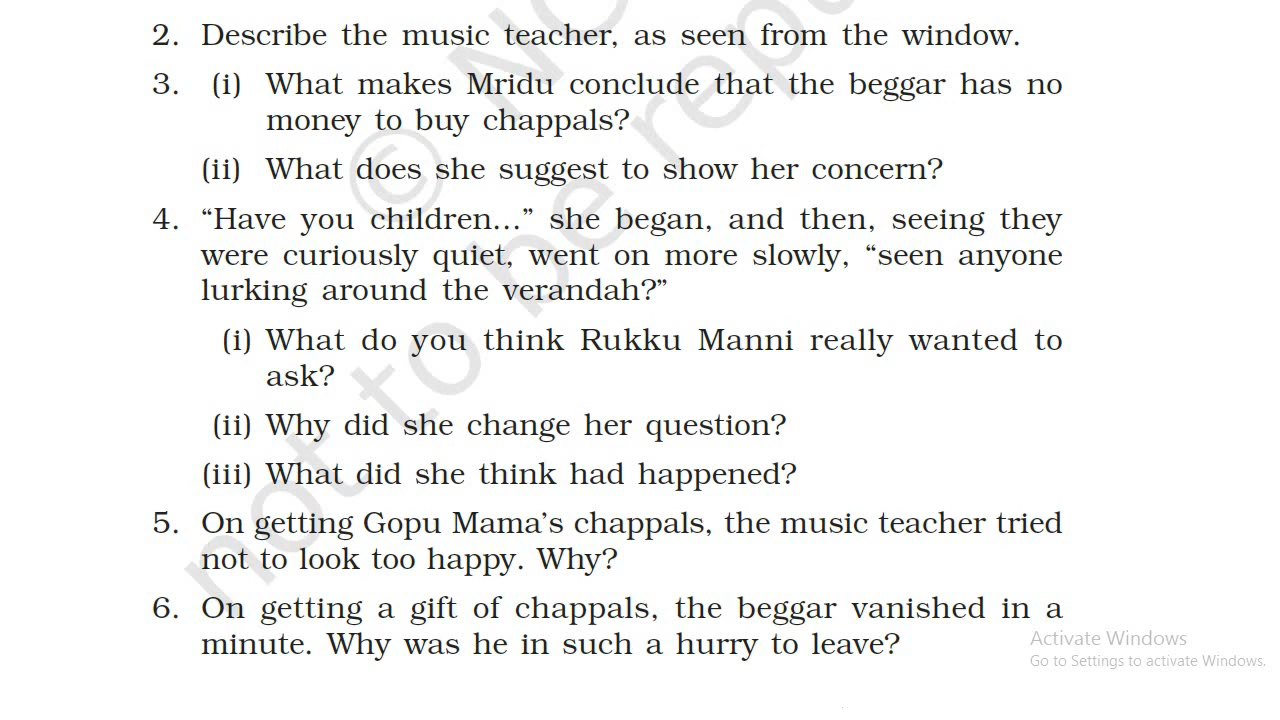 2. Describe the music teacher, as seen from the window.
3. (i) What makes Mridu conclude that the beggar has no
money to buy chappals?
(ii) What does she suggest to show her concern?
4. “Have you children...” she began, and then, seeing they
were curiously quiet, went on more slowly, “seen anyone
lurking around the verandah?”
(i) What do you think Rukku Manni really wanted to
ask?
(ii) Why did she change her question?
(iii) What did she think had happened?
5. On getting Gopu Mama’s chappals, the music teacher tried
not to look too happy. Why?
6. On getting a gift of chappals, the beggar vanished in a
minute. Why was he in such a hurry to leave?
© NC
not to be repu
Activate Windows
Go to Settings to activate Windows.